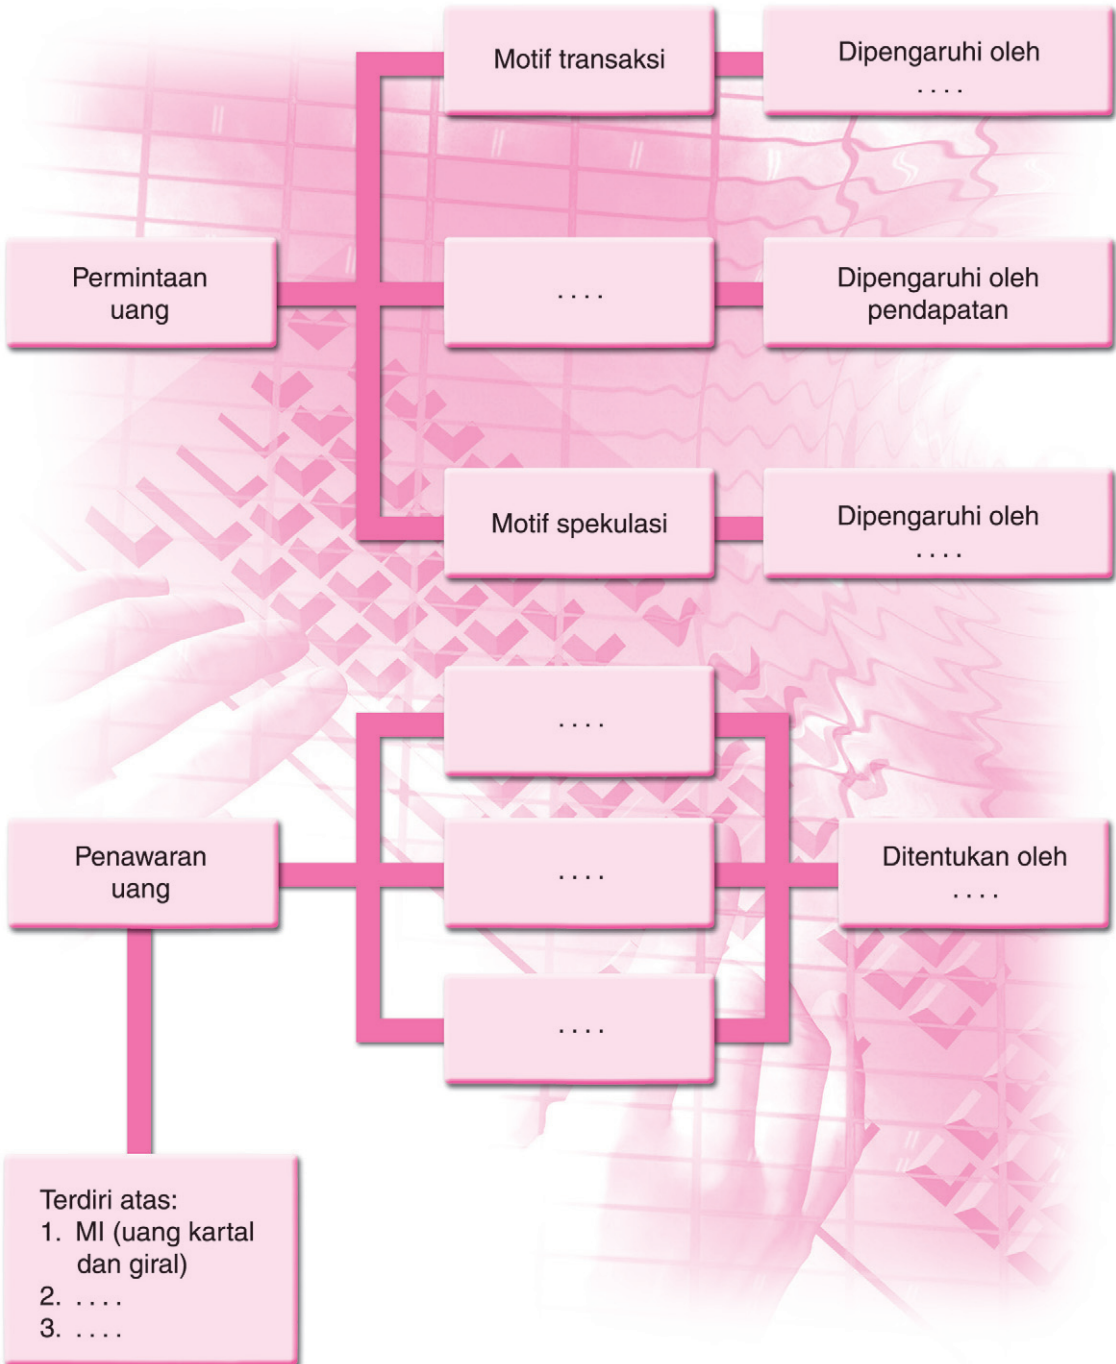 Motif transaksi
Dipengaruhi oleh
. . . .
Permintaan
uang
. . . .
Dipengaruhi oleh
pendapatan
Motif spekulasi
Dipengaruhi oleh
. . . .
. . . .
Penawaran
uang
. . . .
Ditentukan oleh
. . . .
. . . .
Terdiri atas:
1. MI (uang kartal
dan giral)
2. . . . .
3. . . . .